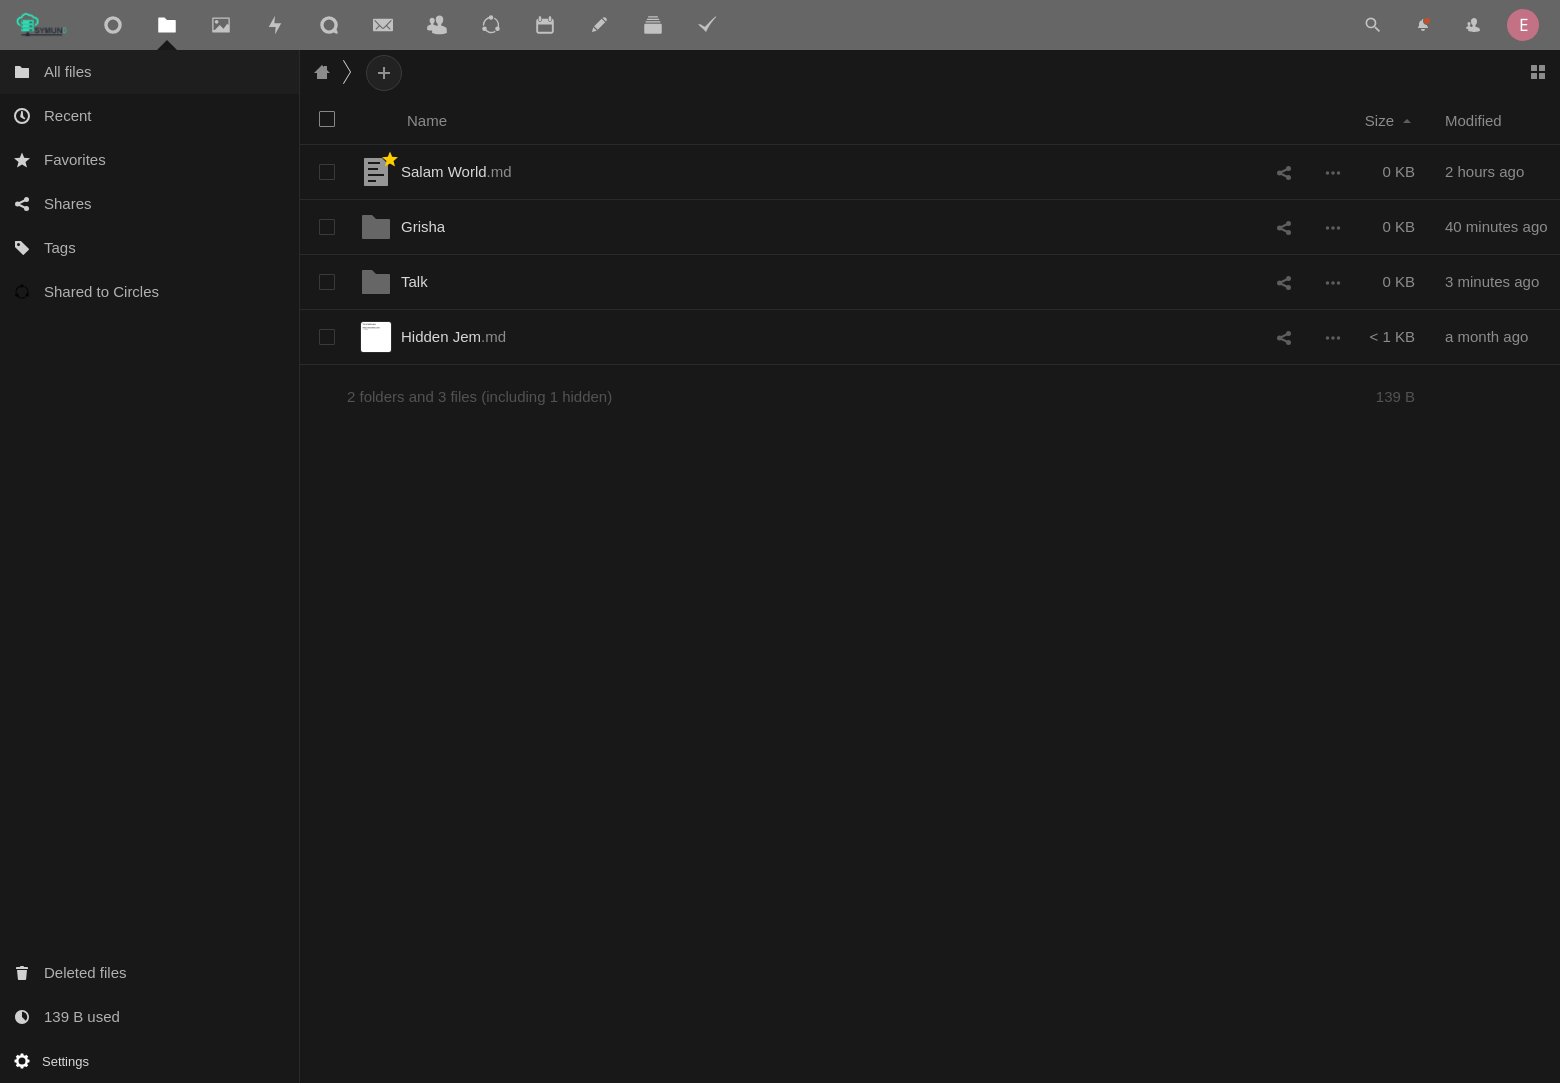 E
All files
Recent
Favorites
Shares
Tags
Shared to Circles
Deleted files
139 B used
Settings
Name Size Modified
Salam World.md 0 KB 2 hours ago
Grisha 0 KB 40 minutes ago
Talk 0 KB 3 minutes ago
Hidden Jem.md < 1 KB a month ago
2 folders and 3 files (including 1 hidden) 139 B